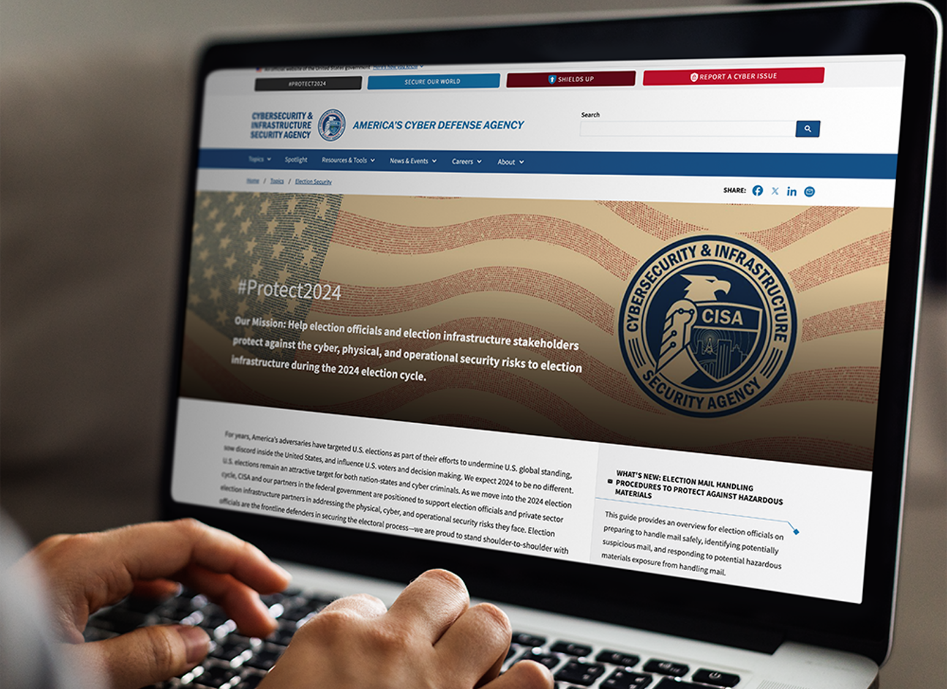 #PROTECT2024
SECURE OUR WORLD
SHIELDS UP
REPORT A CYBER ISSUE
CYBERSECURITY &
INFRASTRUCTURE
SECURITY AGENCY
AMERICA'S CYBER DEFENSE AGENCY
Search
Topics
Spotlight
Resources & Tools
News & Events
Careers
About
Home / Topics / Election Security
SHARE:
#Protect2024
Our Mission: Help election officials and election infrastructure stakeholders
protect against the cyber, physical, and operational security risks to election
infrastructure during the 2024 election cycle.
CYBERSECURITY & INFRASTRUCTURE
CISA
SECURITY AGENCY
For years, America's adversaries have targeted U.S. elections as part of their efforts to undermine U.S. global standing,
sow discord inside the United States, and influence U.S. voters and decision making. We expect 2024 to be no different.
U.S. elections remain an attractive target for both nation-states and cyber criminals. As we move into the 2024 election
cycle, CISA and our partners in the federal government are positioned to support election officials and private sector
election infrastructure partners in addressing the physical, cyber, and operational security risks they face. Election
officials are the frontline defenders in securing the electoral process—we are proud to stand shoulder-to-shoulder with
WHAT'S NEW: ELECTION MAIL HANDLING
PROCEDURES TO PROTECT AGAINST HAZARDOUS
MATERIALS
This guide provides an overview for election officials on
preparing to handle mail safely, identifying potentially
suspicious mail, and responding to potential hazardous
materials exposure from handling mail.